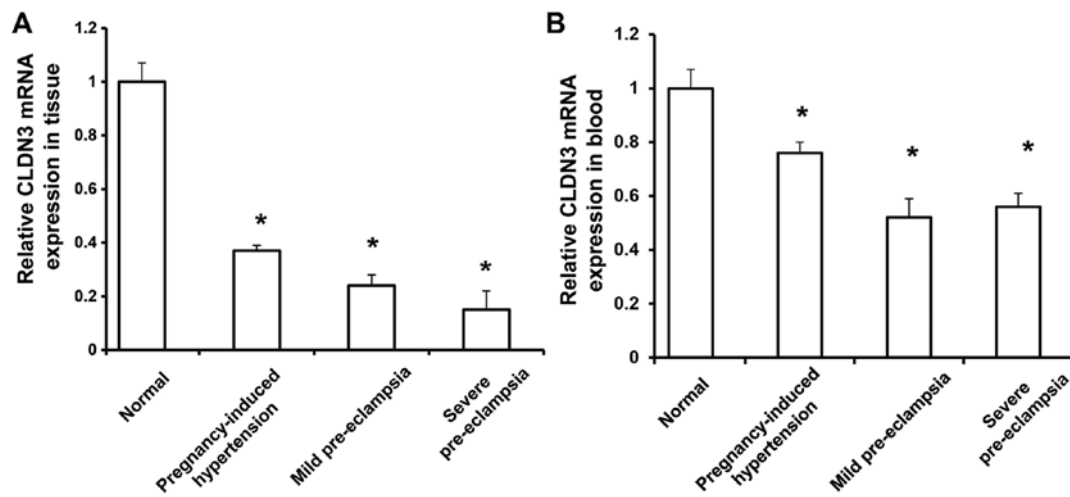 A
Relative CLDN3 mRNA
expression in tissue
1.2
1
0.8
0.6
0.4
0.2
0
*
*
*
Normal
Pregnancy-induced
hypertension
Mild pre-eclampsia
Severe
pre-eclampsia
B
Relative CLDN3 mRNA
expression in blood
1.2
1
0.8
0.6
0.4
0.2
0
*
*
*
Normal
Pregnancy-induced
hypertension
Mild pre-eclampsia
Severe
pre-eclampsia